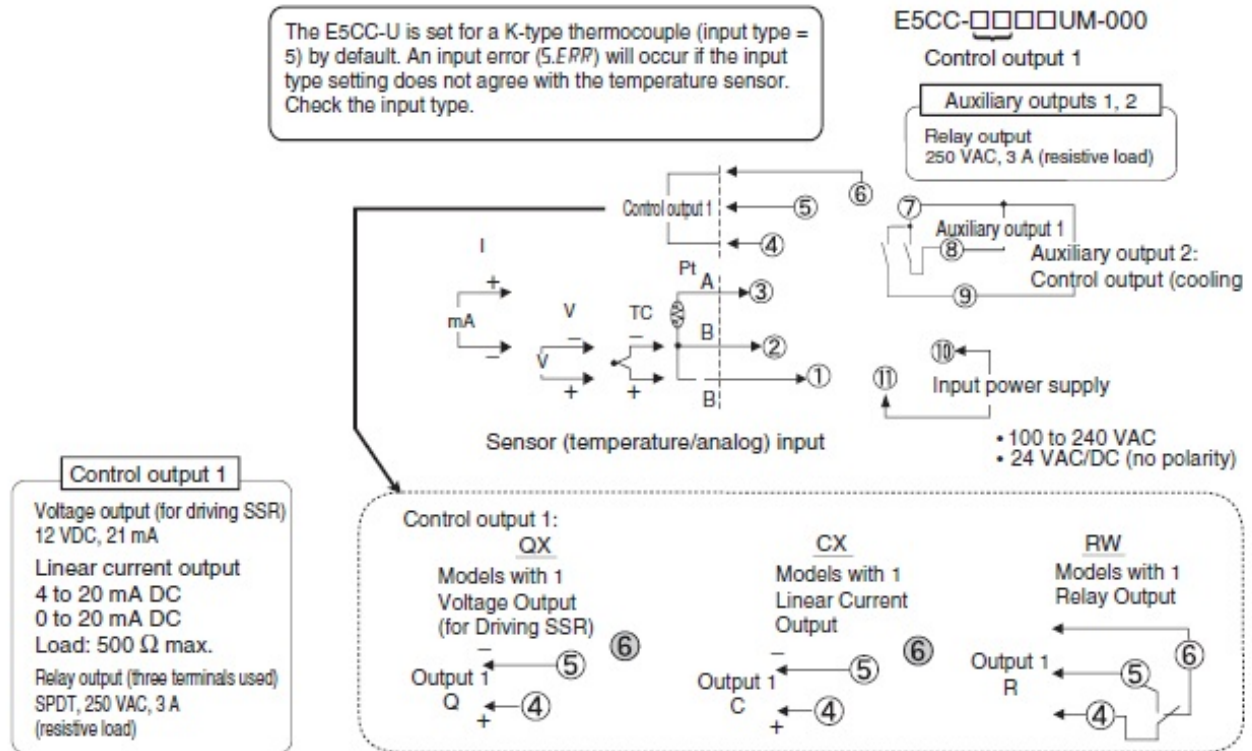 The E5CC-U is set for a K-type thermocouple (input type =
5) by default. An input error (S.ERR) will occur if the input
type setting does not agree with the temperature sensor.
Check the input type.
E5CC-□□□□UM-000
Control output 1
Auxiliary outputs 1, 2
Relay output
250 VAC, 3 A (resistive load)
Control output 1
⑥
⑤
④
⑦
Auxiliary output 1
⑧
Auxiliary output 2:
Control output (cooling
⑨
I
+
mA
−
V
−
V
+
TC
−
+
Pt
A
③
B
②
B
①
⑩
⑪
Input power supply
• 100 to 240 VAC
• 24 VAC/DC (no polarity)
Sensor (temperature/analog) input
Control output 1
Voltage output (for driving SSR)
12 VDC, 21 mA
Linear current output
4 to 20 mA DC
0 to 20 mA DC
Load: 500 Ω max.
Relay output (three terminals used)
SPDT, 250 VAC, 3 A
(resistive load)
Control output 1:
QX
Models with 1
Voltage Output
(for Driving SSR)
⑥
−
⑤
Output 1
Q
④
+
CX
Models with 1
Linear Current
Output
⑥
−
⑤
Output 1
C
④
+
RW
Models with 1
Relay Output
⑥
Output 1
R
⑤
④